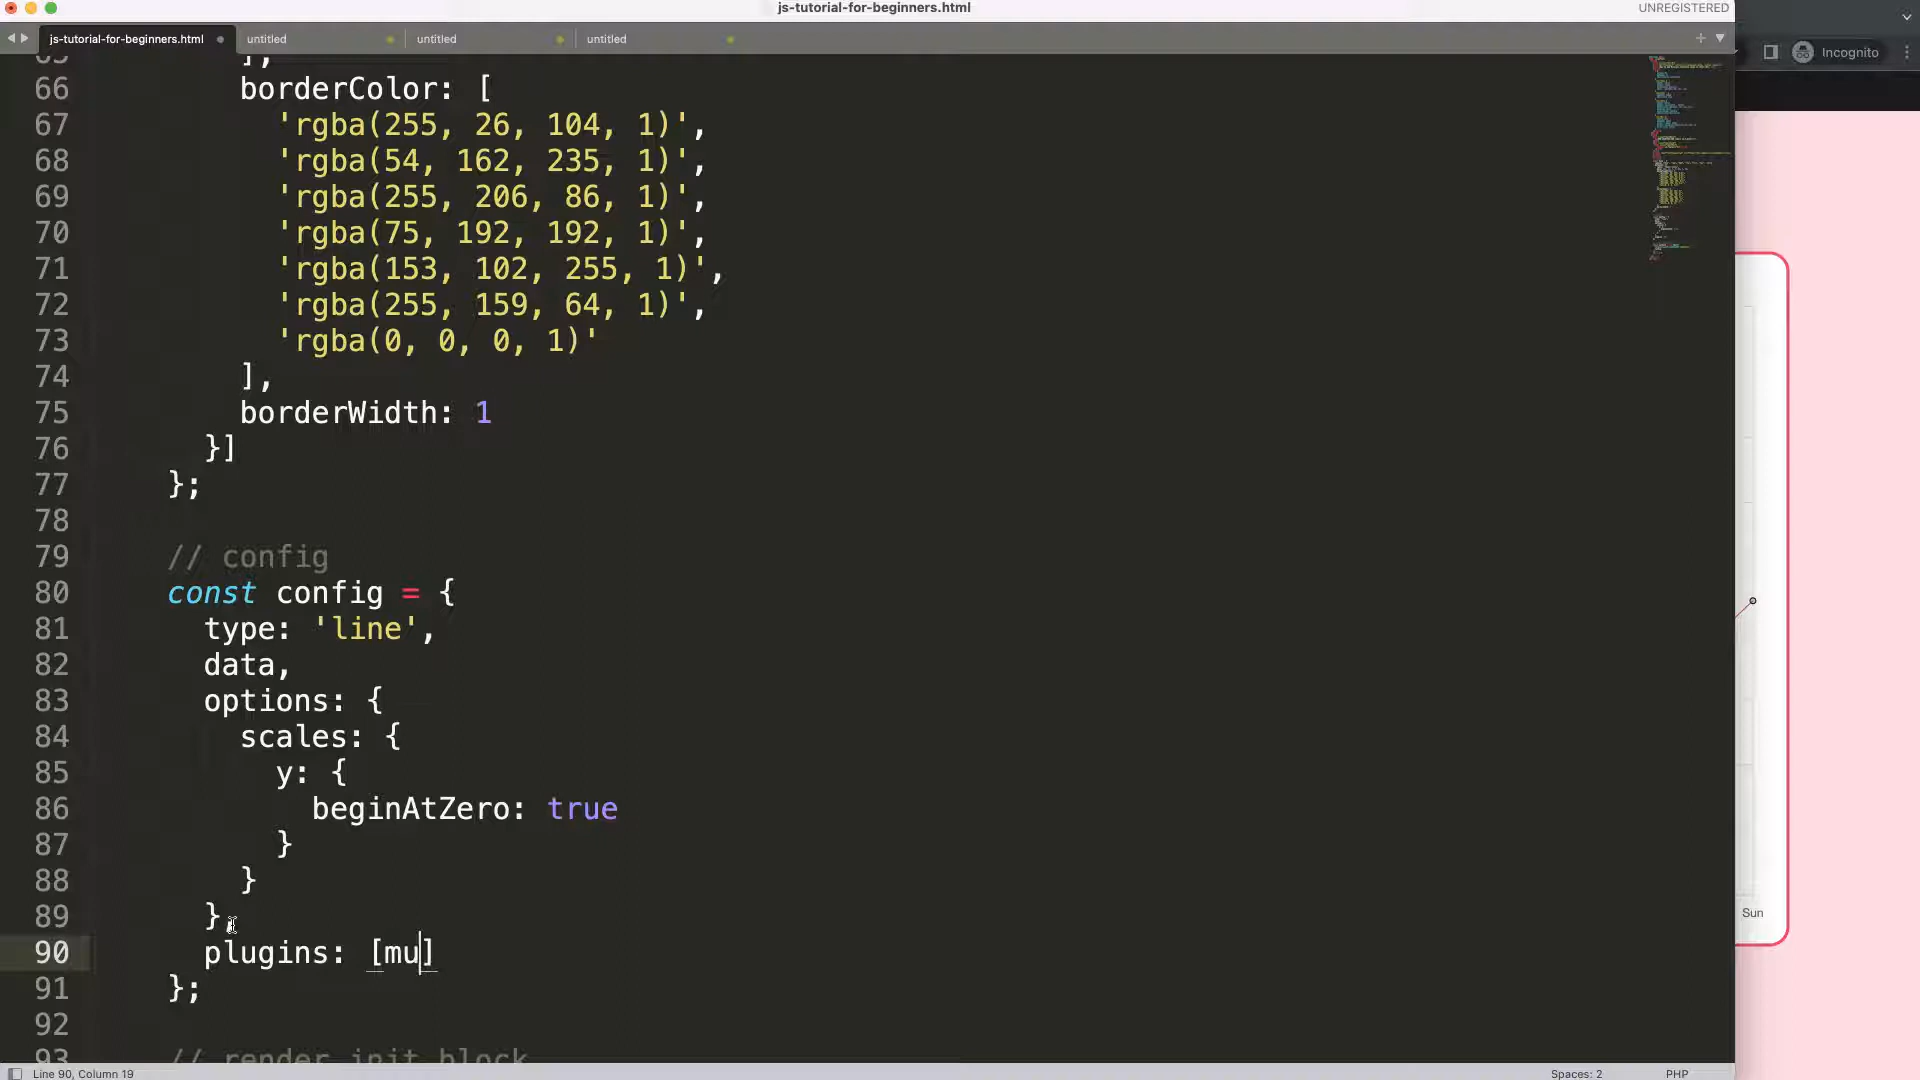 js-tutorial-for-beginners.html
UNREGISTERED
js-tutorial-for-beginners.html
untitled
untitled
untitled
Incognito
65 ],
66 borderColor: [
67 'rgba(255, 26, 104, 1)',
68 'rgba(54, 162, 235, 1)',
69 'rgba(255, 206, 86, 1)',
70 'rgba(75, 192, 192, 1)',
71 'rgba(153, 102, 255, 1)',
72 'rgba(255, 159, 64, 1)',
73 'rgba(0, 0, 0, 1)'
74 ],
75 borderWidth: 1
76 }]
77 };
78
79 // config
80 const config = {
81 type: 'line',
82 data,
83 options: {
84 scales: {
85 y: {
86 beginAtZero: true
87 }
88 }
89 },
90 plugins: [mu]
91 };
92
93 // render init block
Sun
Line 90, Column 19
Spaces: 2
PHP